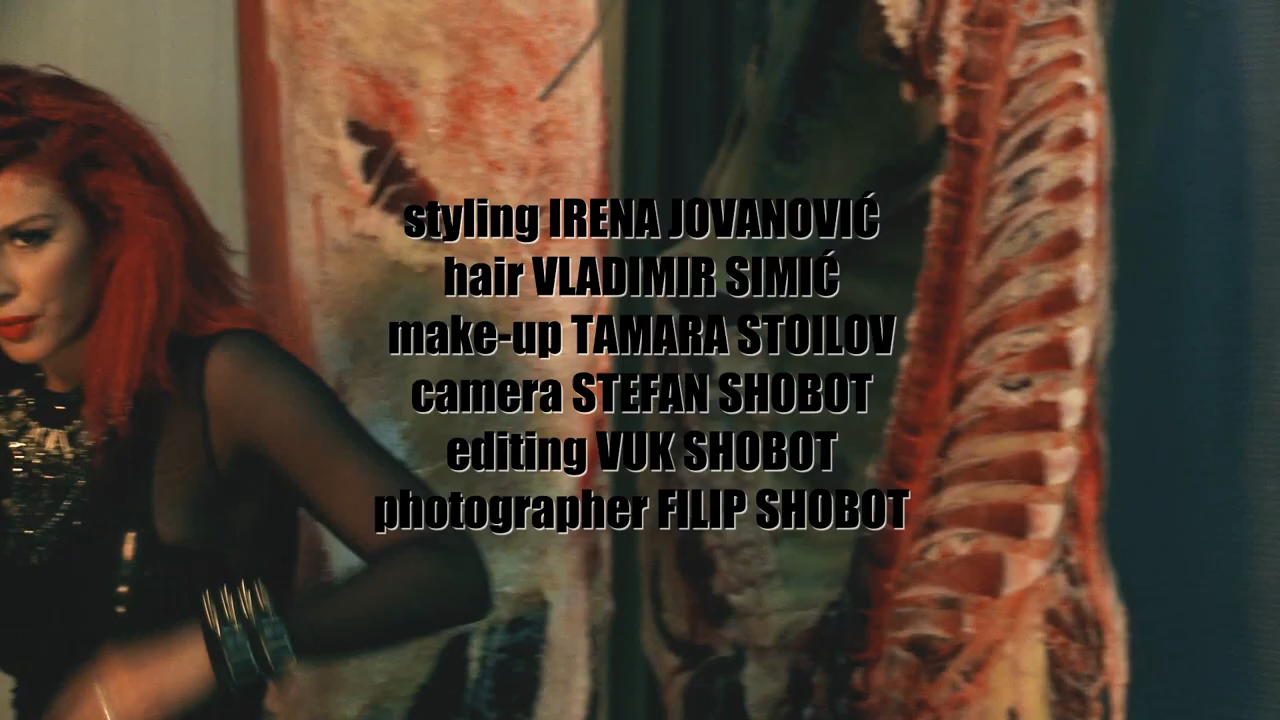 styling IRENA JOVANOVIĆ
hair VLADIMIR SIMIĆ
make-up TAMARA STOILOV
camera STEFAN SHOBOT
editing VUK SHOBOT
photographer FILIP SHOBOT